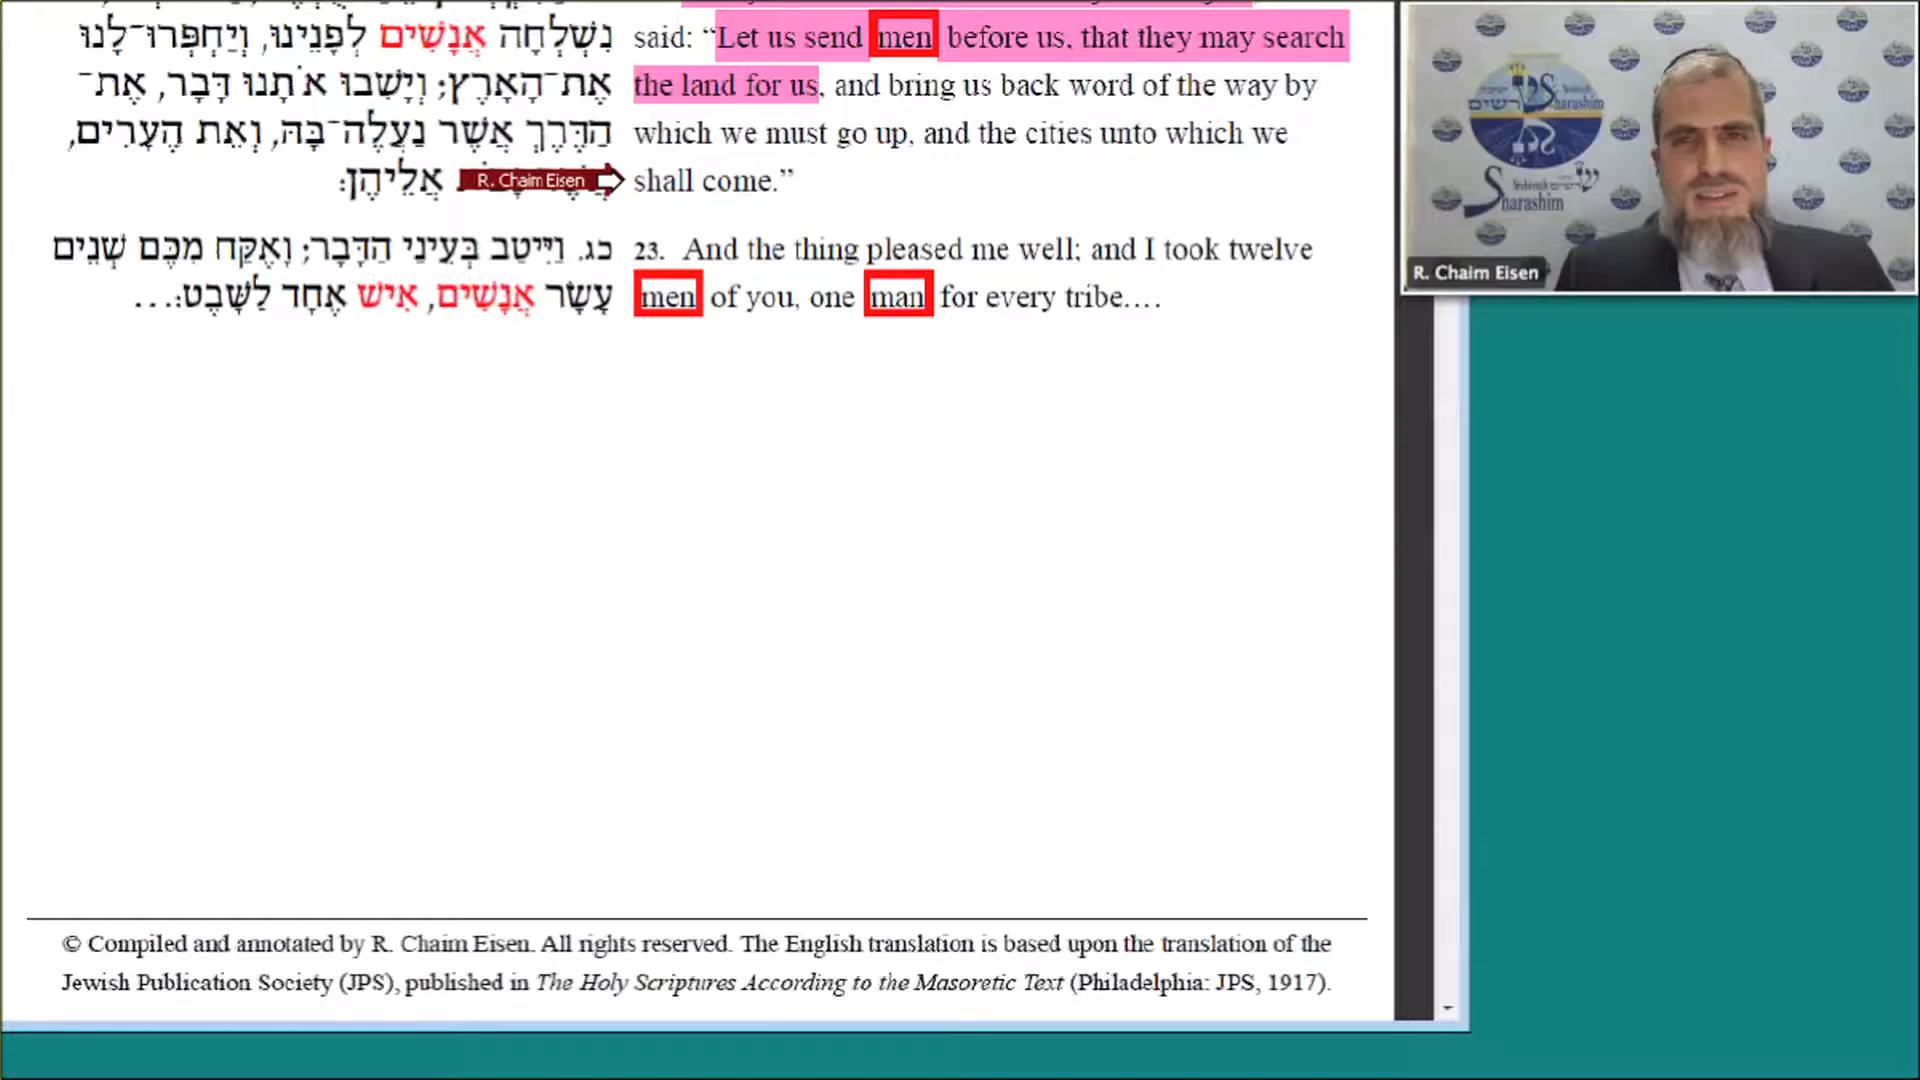 נִשְׁלְחָה אֲנָשִׁים לְפָנֵינוּ, וְיַחְפְּרוּ־לָנוּ
אֶת־הָאָרֶץ; וְיָשִׁבוּ אֹתָנוּ דָּבָר, אֶת־
הַדֶּרֶךְ אֲשֶׁר נַעֲלֶה־בָּהּ, וְאֵת הֶעָרִים,
אֲלֵיהֶן:
R. Chaim Eisen
said: “Let us send men before us, that they may search
the land for us, and bring us back word of the way by
which we must go up, and the cities unto which we
shall come.”
כג. וַיִּיטַב בְּעֵינַי הַדָּבָר; וָאֶקַּח מִכֶּם שְׁנֵים
עָשָׂר אֲנָשִׁים, אִישׁ אֶחָד לַשָּׁבֶט:...
23. And the thing pleased me well; and I took twelve
men of you, one man for every tribe....
© Compiled and annotated by R. Chaim Eisen. All rights reserved. The English translation is based upon the translation of the
Jewish Publication Society (JPS), published in The Holy Scriptures According to the Masoretic Text (Philadelphia: JPS, 1917).
Sharashim
שרשים
Yeshivath שרשים
Sharashim
R. Chaim Eisen